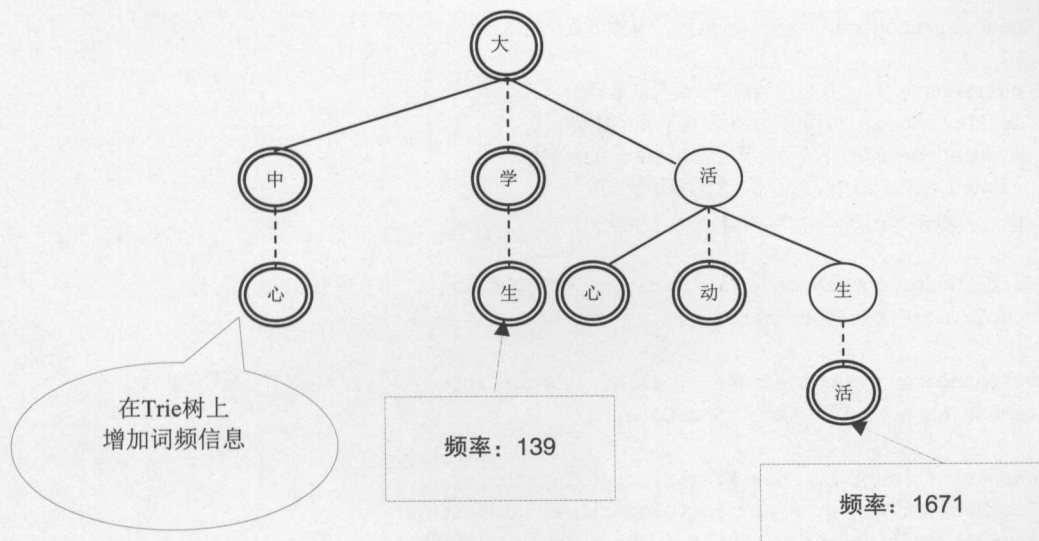 大
中 学 活
心 生 心 动 生
活
在Trie树上
增加词频信息
频率：139
频率：1671